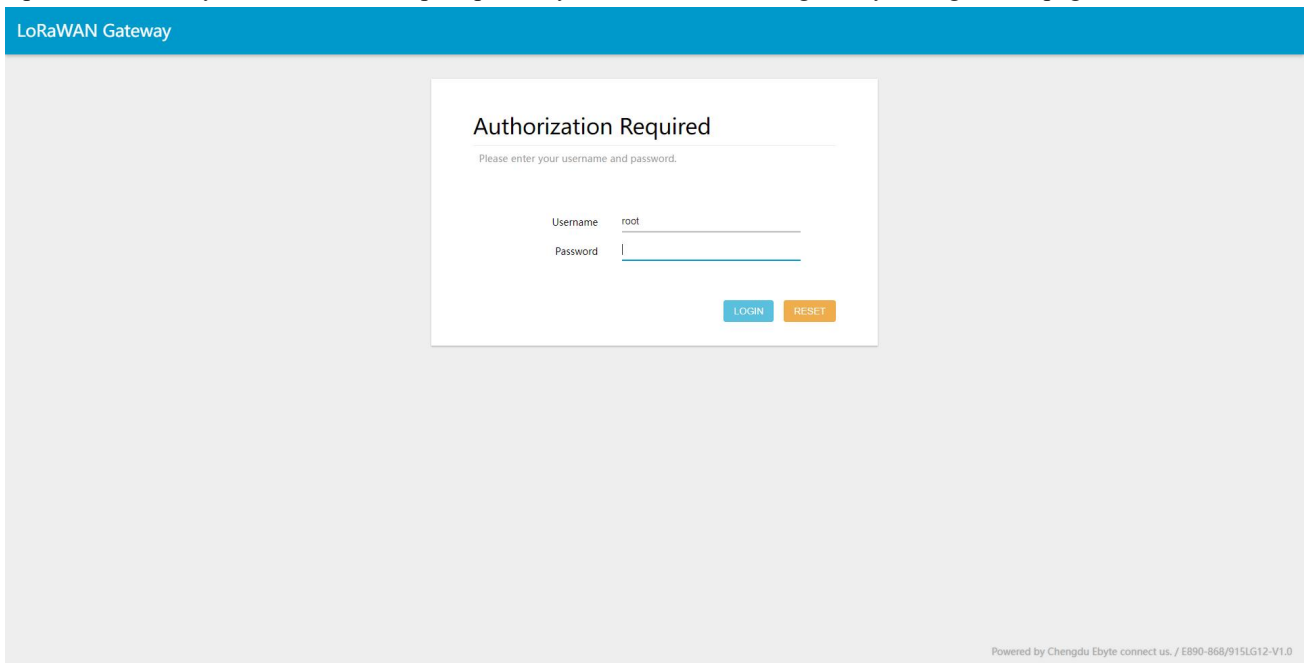 LoRaWAN Gateway
Authorization Required
Please enter your username and password.
Username root
Password
LOGIN RESET
Powered by Chengdu Ebyte connect us. / E890-868/915LG12-V1.0